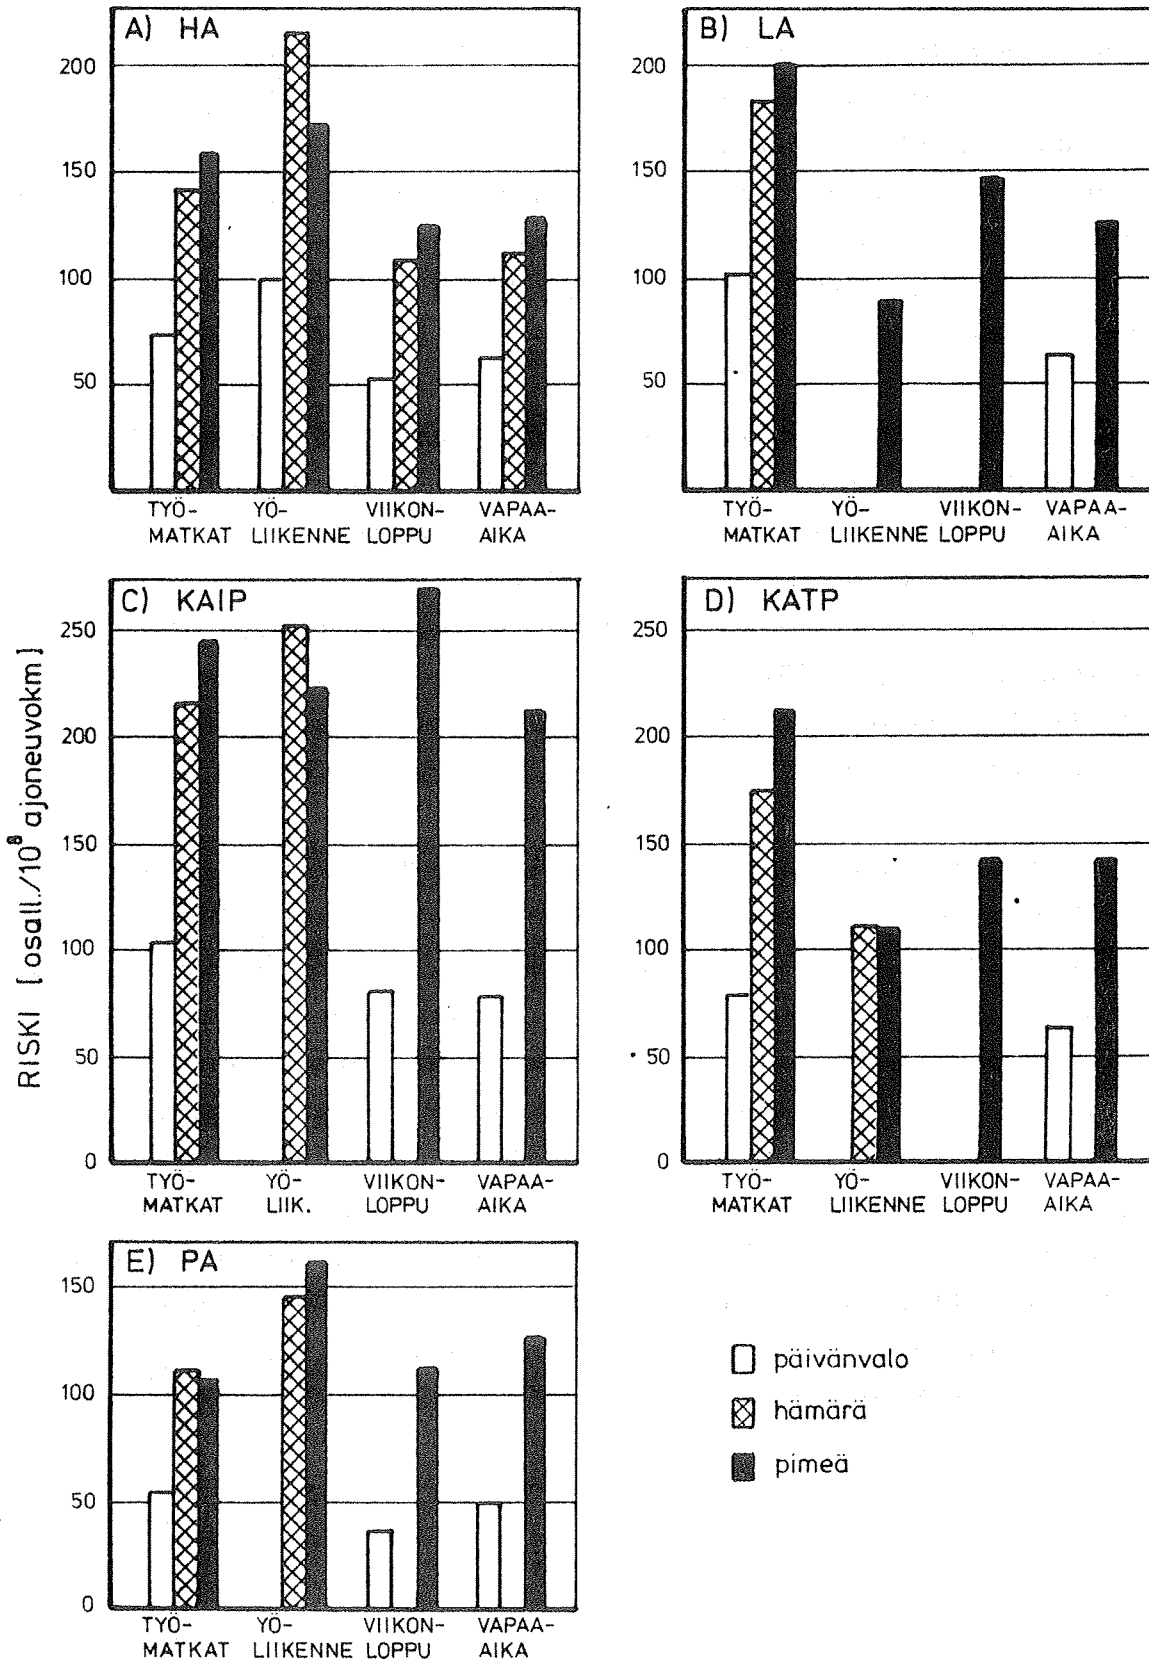 A) HA
200
150
100
50
TYÖ- YÖ- VIIKON- VAPAA-
MATKAT LIIKENNE LOPPU AIKA
B) LA
200
150
100
50
TYÖ- YÖ- VIIKON- VAPAA-
MATKAT LIIKENNE LOPPU AIKA
RISKI [osall./10⁸ ajoneuvokm]
C) KAIP
250
200
150
100
50
0
TYÖ- YÖ- VIIKON- VAPAA-
MATKAT LIIK. LOPPU AIKA
D) KATP
250
200
150
100
50
0
TYÖ- YÖ- VIIKON- VAPAA-
MATKAT LIIKENNE LOPPU AIKA
E) PA
150
100
50
0
TYÖ- YÖ- VIIKON- VAPAA-
MATKAT LIIKENNE LOPPU AIKA
päivänvalo
hämärä
pimeä